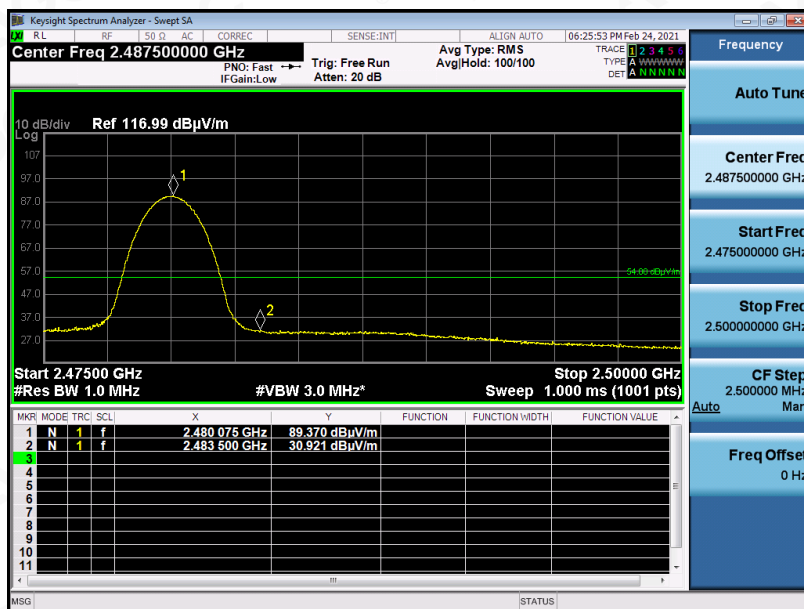 Keysight Spectrum Analyzer - Swept SA
LXI RL RF 50 Ω AC CORREC SENSE:INT ALIGN AUTO 06:25:53 PM Feb 24, 2021
Center Freq 2.487500000 GHz
PNO: Fast
IFGain:Low
Trig: Free Run
Atten: 20 dB
Avg Type: RMS
Avg|Hold: 100/100
TRACE 1 2 3 4 5 6
TYPE A WWWWW
DET A N N N N N
10 dB/div Ref 116.99 dBµV/m
Log
107
97.0
87.0
77.0
67.0
57.0
47.0
37.0
27.0
1
2
54.00 dBµV/m
Start 2.47500 GHz Stop 2.50000 GHz
#Res BW 1.0 MHz #VBW 3.0 MHz* Sweep 1.000 ms (1001 pts)
MKR MODE TRC SCL X Y FUNCTION FUNCTION WIDTH FUNCTION VALUE
1 N 1 f 2.480 075 GHz 89.370 dBµV/m
2 N 1 f 2.483 500 GHz 30.921 dBµV/m
3
4
5
6
7
8
9
10
11
MSG STATUS
Frequency
Auto Tune
Center Freq
2.487500000 GHz
Start Freq
2.475000000 GHz
Stop Freq
2.500000000 GHz
CF Step
2.500000 MHz
Auto Man
Freq Offset
0 Hz